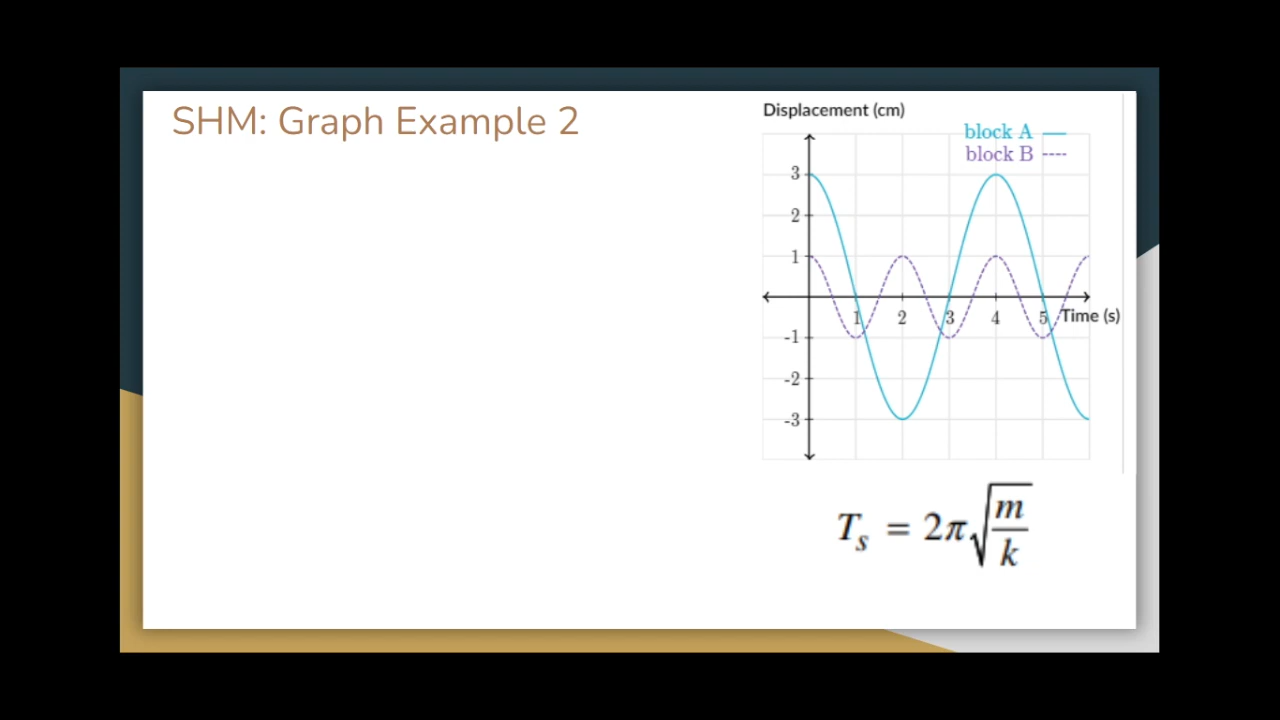 SHM: Graph Example 2
Displacement (cm)
block A
block B
3
2
1
1 2 3 4 5 Time (s)
-1
-2
-3
Tₛ = 2π√(m/k)